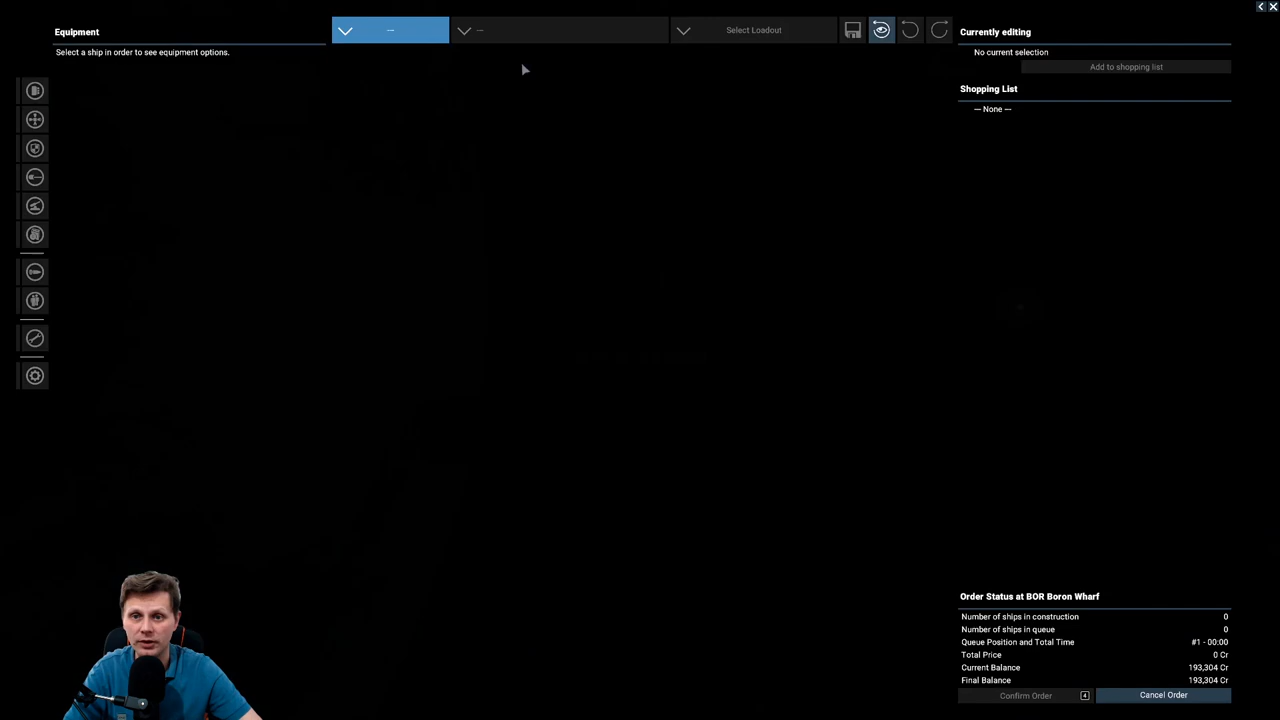 Equipment
Select a ship in order to see equipment options.
---
---
Select Loadout
Currently editing
No current selection
Add to shopping list
Shopping List
--- None ---
Order Status at BOR Boron Wharf
Number of ships in construction 0
Number of ships in queue 0
Queue Position and Total Time #1 - 00:00
Total Price 0 Cr
Current Balance 193,304 Cr
Final Balance 193,304 Cr
Confirm Order 4
Cancel Order